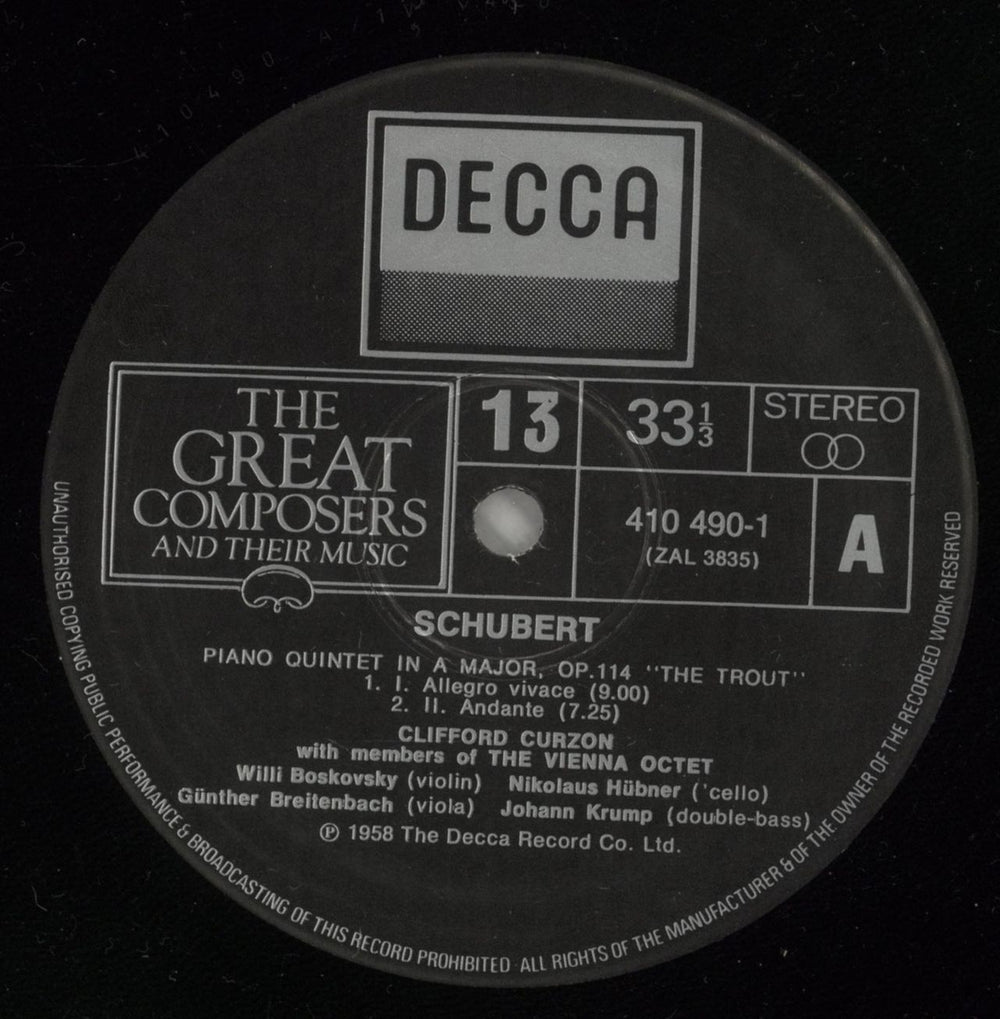 DECCA
THE
GREAT
COMPOSERS
AND THEIR MUSIC
13
33 1/3
STEREO
410 490-1
(ZAL 3835)
A
SCHUBERT
PIANO QUINTET IN A MAJOR, OP.114 "THE TROUT"
1. I. Allegro vivace (9.00)
2. II. Andante (7.25)
CLIFFORD CURZON
with members of THE VIENNA OCTET
Willi Boskovsky (violin) Nikolaus Hübner ('cello)
Günther Breitenbach (viola) Johann Krump (double-bass)
℗ 1958 The Decca Record Co. Ltd.
UNAUTHORISED COPYING PUBLIC PERFORMANCE & BROADCASTING OF THIS RECORD PROHIBITED · ALL RIGHTS OF THE MANUFACTURER & OF THE OWNER OF THE RECORDED WORK RESERVED